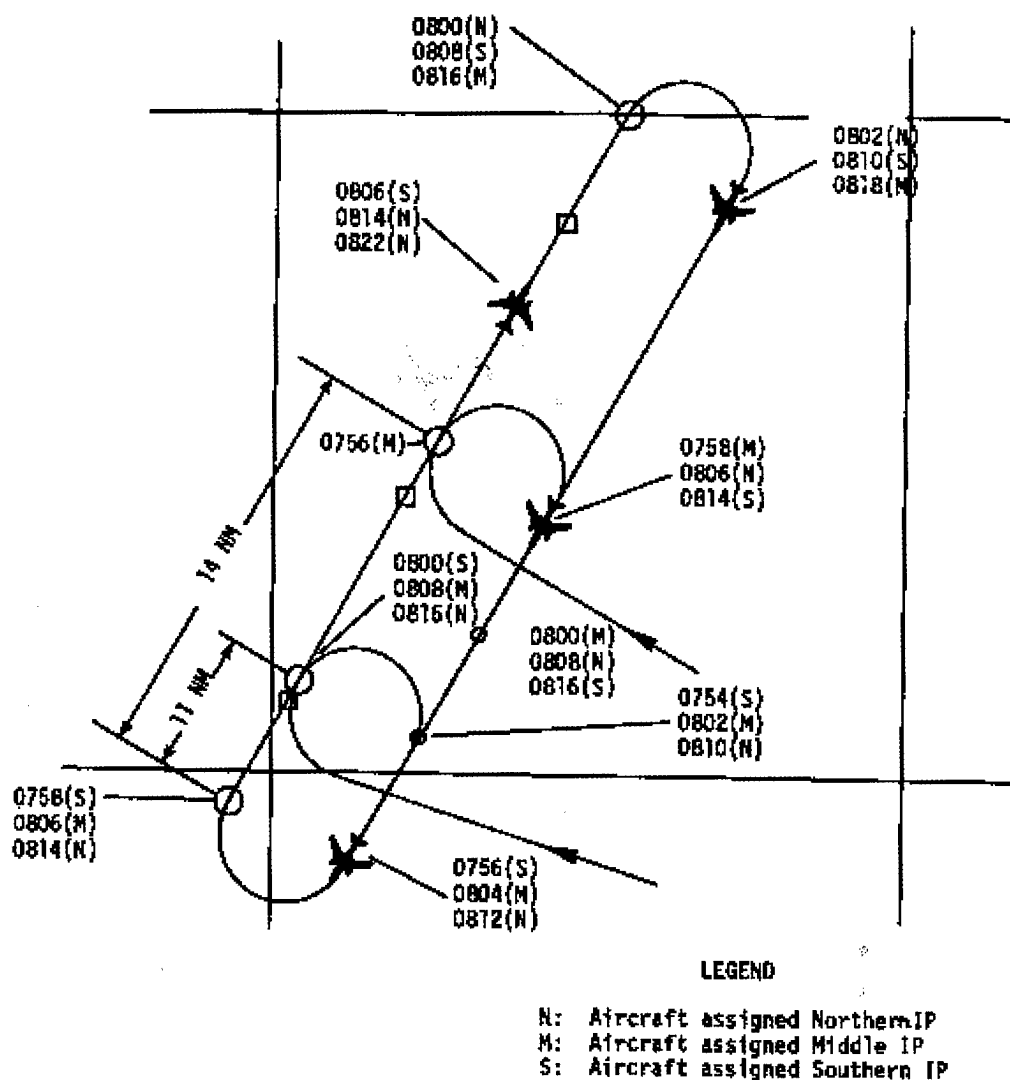 0800(N)
0808(S)
0816(M)
0802(N)
0810(S)
0818(M)
0806(S)
0814(N)
0822(N)
0756(M)
0758(M)
0806(N)
0814(S)
14 NM
0800(S)
0808(M)
0816(N)
0800(M)
0808(N)
0816(S)
11 NM
0754(S)
0802(M)
0810(N)
0758(S)
0806(M)
0814(N)
0756(S)
0804(M)
0812(N)
LEGEND
N: Aircraft assigned Northern IP
M: Aircraft assigned Middle IP
S: Aircraft assigned Southern IP